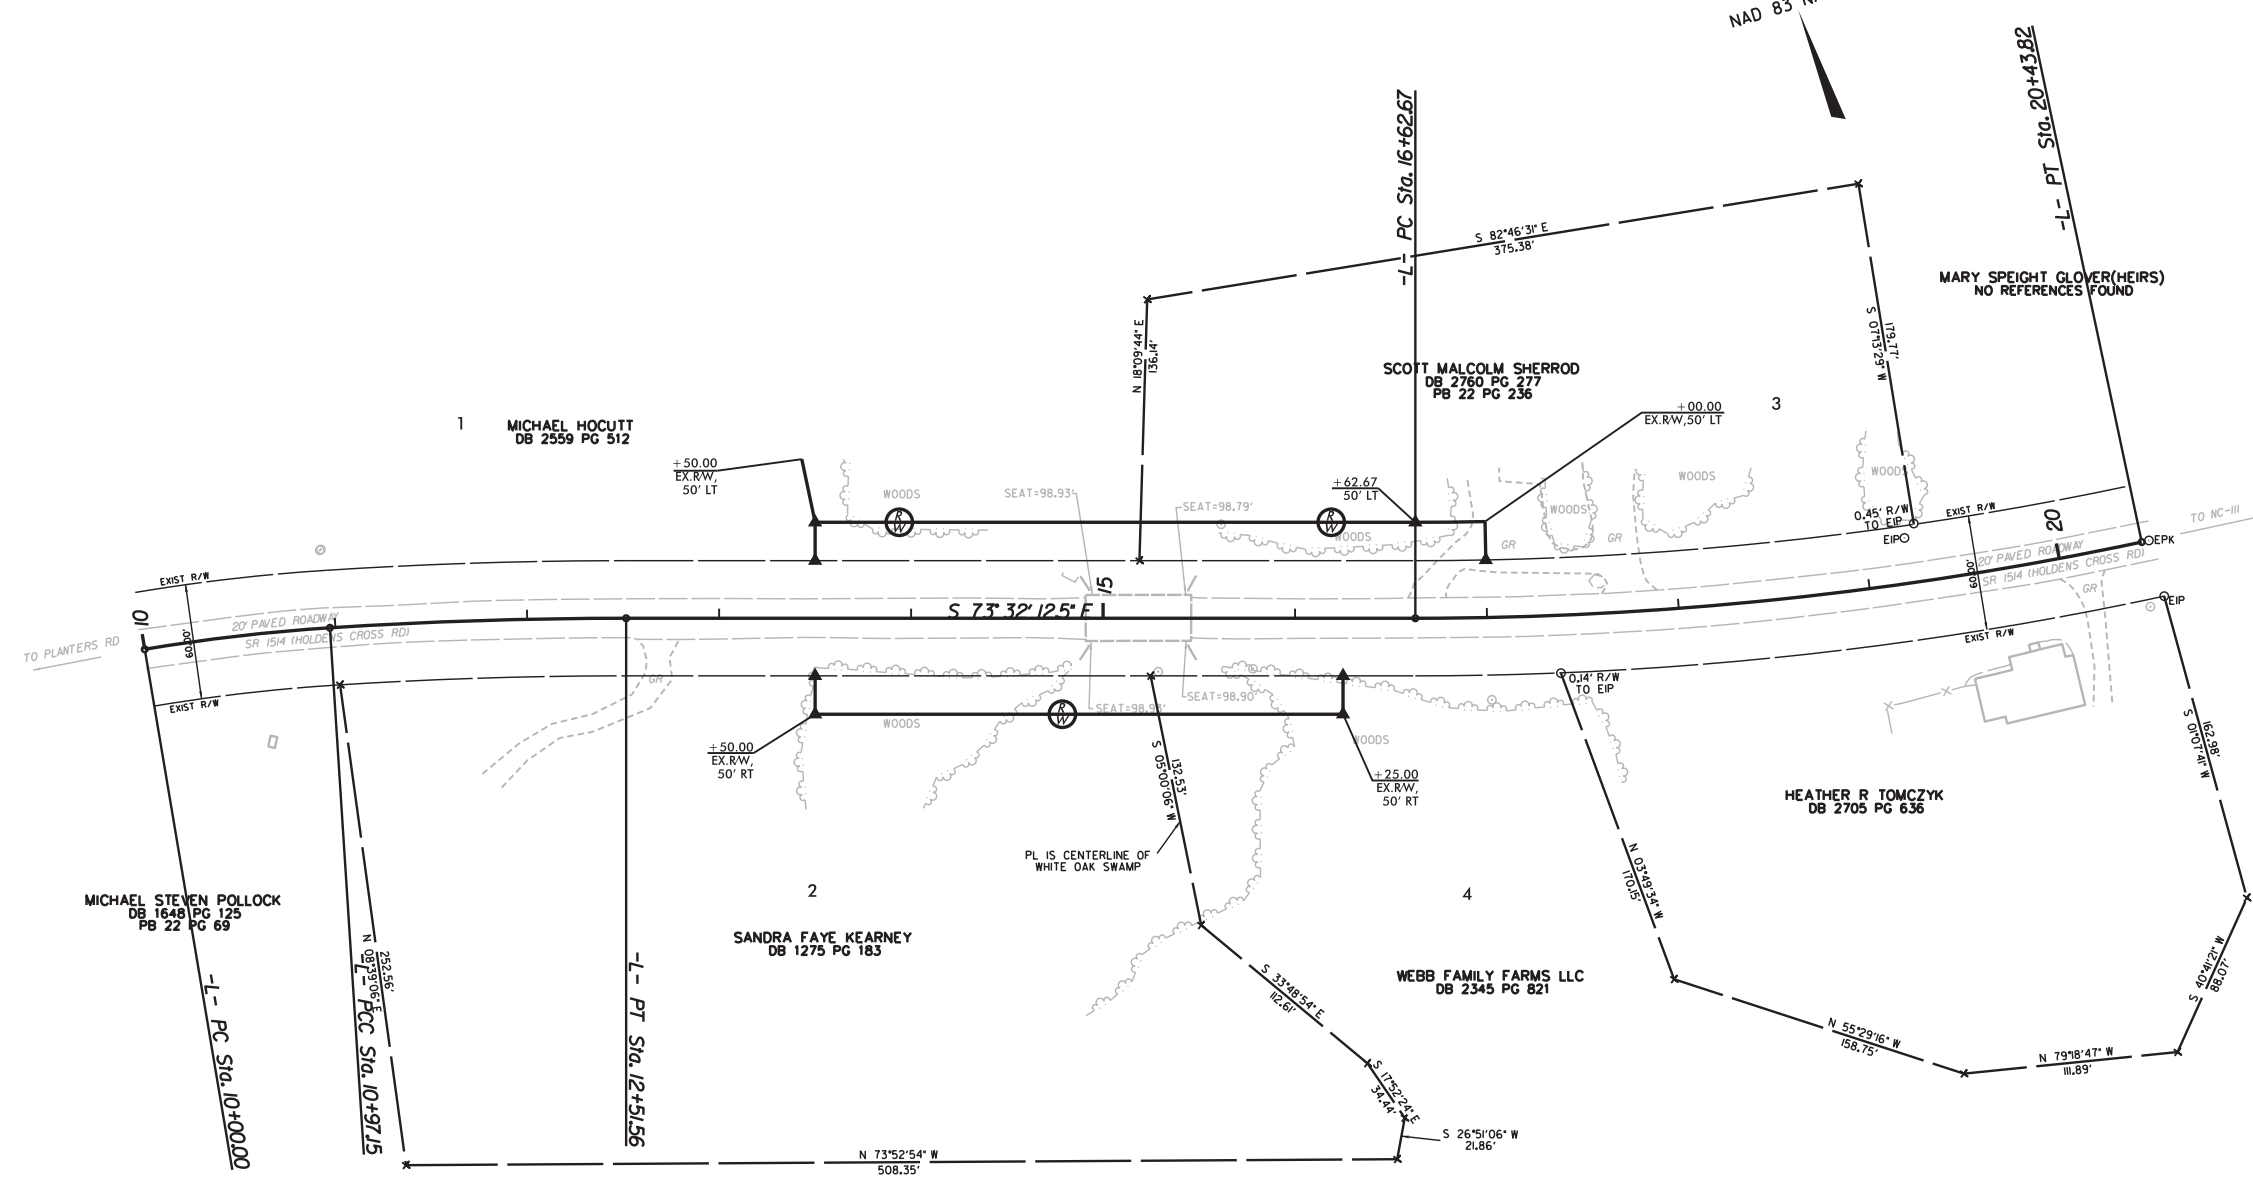 NAD 83
-L- PT Sta. 20+43.82
-L- PC Sta. 16+62.67
S 82°46'31" E
375.38'
MARY SPEIGHT GLOVER(HEIRS)
NO REFERENCES FOUND
N 18°09'44" E
136.14'
179.77'
S 07°13'29" W
SCOTT MALCOLM SHERROD
DB 2760 PG 277
PB 22 PG 236
3
+00.00
EX.R/W,50' LT
1
MICHAEL HOCUTT
DB 2559 PG 512
+50.00
EX.R/W,
50' LT
WOODS
SEAT=98.93'
SEAT=98.79'
+62.67
50' LT
WOODS
WOODS
WOODS
R/W
R/W
WOODS
GR
GR
0.45' R/W
TO EIP
EIP
EXIST R/W
20
TO NC-111
EPK
EXIST R/W
60.00'
10
20' PAVED ROADWAY
SR 1514 (HOLDENS CROSS RD)
TO PLANTERS RD
EXIST R/W
S 73° 32' 12.5" E
15
20' PAVED ROADWAY
SR 1514 (HOLDENS CROSS RD)
60.00'
EXIST R/W
GR
EIP
GR
0.14' R/W
TO EIP
SEAT=98.90'
WOODS
R/W
WOODS
+50.00
EX.R/W,
50' RT
+25.00
EX.R/W,
50' RT
132.53'
S 05°00'06" W
162.98'
S 01°07'41" W
HEATHER R TOMCZYK
DB 2705 PG 636
PL IS CENTERLINE OF
WHITE OAK SWAMP
N 03°49'34" W
170.15'
2
4
MICHAEL STEVEN POLLOCK
DB 1648 PG 125
PB 22 PG 69
SANDRA FAYE KEARNEY
DB 1275 PG 183
252.56'
N 08°39'06" E
WEBB FAMILY FARMS LLC
DB 2345 PG 821
S 33°48'54" E
112.61'
S 40°41'21" W
88.07'
N 55°29'16" W
158.75'
N 79°18'47" W
111.89'
-L- PC Sta. 10+00.00
-L- PCC Sta. 10+97.15
-L- PT Sta. 12+51.56
S 17°52'24" E
34.44'
S 26°51'06" W
21.86'
N 73°52'54" W
508.35'